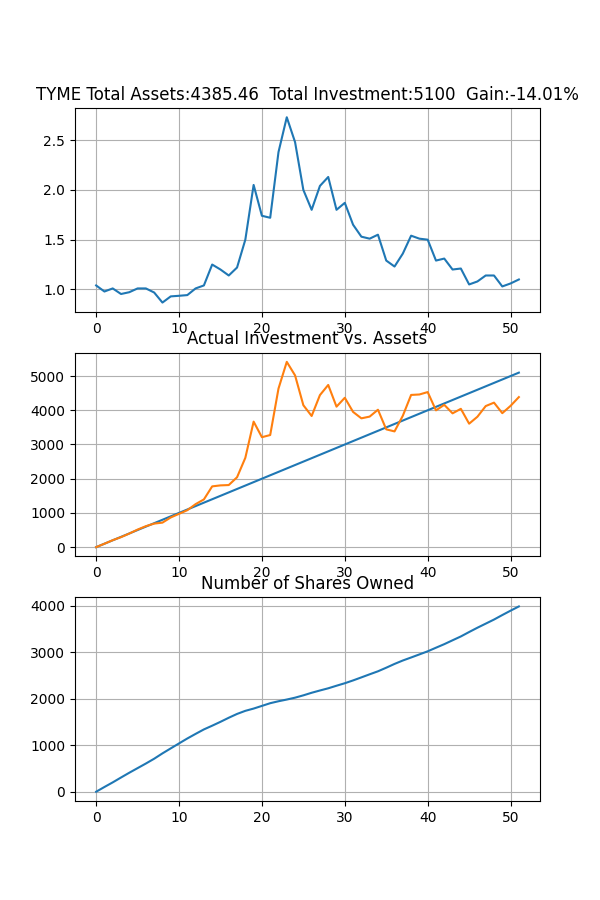 TYME Total Assets:4385.46  Total Investment:5100  Gain:-14.01%
2.5
2.0
1.5
1.0
0 10 20 30 40 50
Actual Investment vs. Assets
5000
4000
3000
2000
1000
0
0 10 20 30 40 50
Number of Shares Owned
4000
3000
2000
1000
0
0 10 20 30 40 50